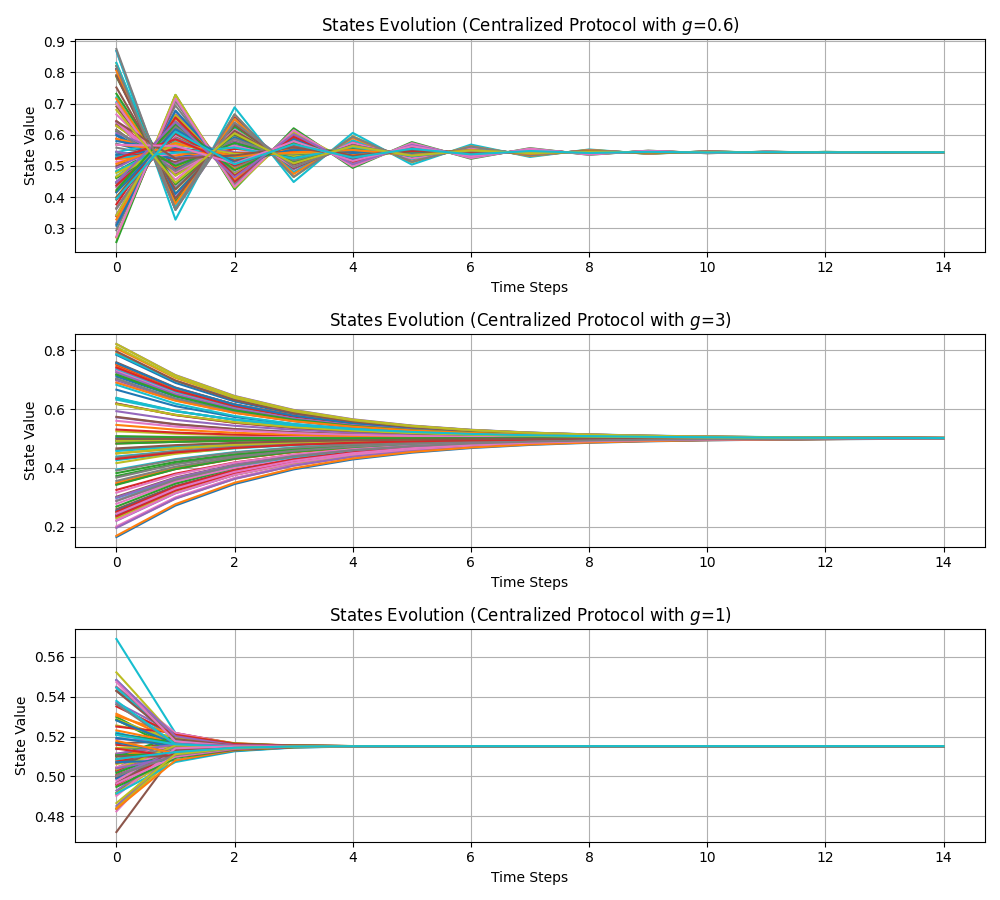 States Evolution (Centralized Protocol with g=0.6)
0.9
0.8
0.7
0.6
0.5
0.4
0.3
State Value
0 2 4 6 8 10 12 14
Time Steps
States Evolution (Centralized Protocol with g=3)
0.8
0.6
0.4
0.2
State Value
0 2 4 6 8 10 12 14
Time Steps
States Evolution (Centralized Protocol with g=1)
0.56
0.54
0.52
0.50
0.48
State Value
0 2 4 6 8 10 12 14
Time Steps